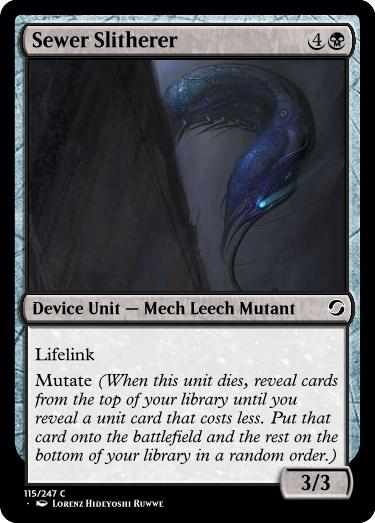 Sewer Slitherer 4
Device Unit — Mech Leech Mutant
Lifelink
Mutate (When this unit dies, reveal cards
from the top of your library until you
reveal a unit card that costs less. Put that
card onto the battlefield and the rest on the
bottom of your library in a random order.)
3/3
115/247 C
· Lorenz Hideyoshi Ruwwe